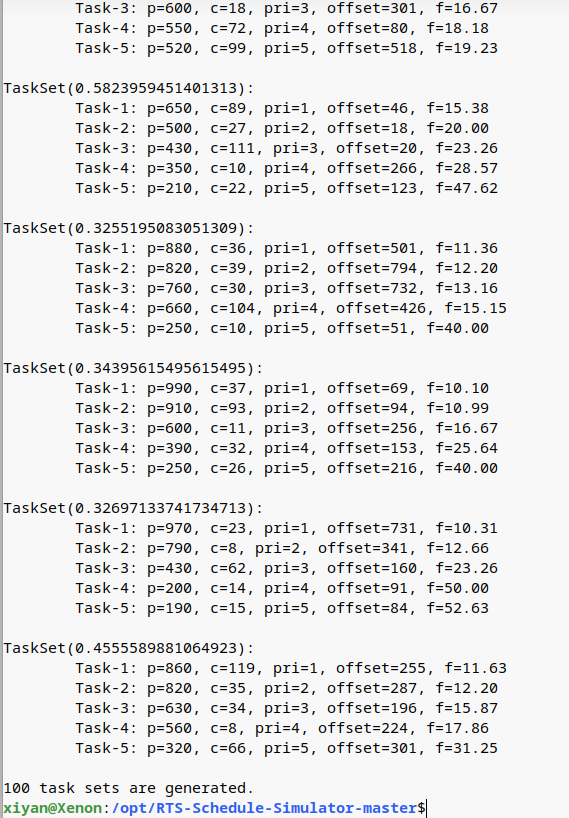 Task-3: p=600, c=18, pri=3, offset=301, f=16.67
Task-4: p=550, c=72, pri=4, offset=80, f=18.18
Task-5: p=520, c=99, pri=5, offset=518, f=19.23
TaskSet(0.5823959451401313):
Task-1: p=650, c=89, pri=1, offset=46, f=15.38
Task-2: p=500, c=27, pri=2, offset=18, f=20.00
Task-3: p=430, c=111, pri=3, offset=20, f=23.26
Task-4: p=350, c=10, pri=4, offset=266, f=28.57
Task-5: p=210, c=22, pri=5, offset=123, f=47.62
TaskSet(0.3255195083051309):
Task-1: p=880, c=36, pri=1, offset=501, f=11.36
Task-2: p=820, c=39, pri=2, offset=794, f=12.20
Task-3: p=760, c=30, pri=3, offset=732, f=13.16
Task-4: p=660, c=104, pri=4, offset=426, f=15.15
Task-5: p=250, c=10, pri=5, offset=51, f=40.00
TaskSet(0.34395615495615495):
Task-1: p=990, c=37, pri=1, offset=69, f=10.10
Task-2: p=910, c=93, pri=2, offset=94, f=10.99
Task-3: p=600, c=11, pri=3, offset=256, f=16.67
Task-4: p=390, c=32, pri=4, offset=153, f=25.64
Task-5: p=250, c=26, pri=5, offset=216, f=40.00
TaskSet(0.32697133741734713):
Task-1: p=970, c=23, pri=1, offset=731, f=10.31
Task-2: p=790, c=8, pri=2, offset=341, f=12.66
Task-3: p=430, c=62, pri=3, offset=160, f=23.26
Task-4: p=200, c=14, pri=4, offset=91, f=50.00
Task-5: p=190, c=15, pri=5, offset=84, f=52.63
TaskSet(0.4555589881064923):
Task-1: p=860, c=119, pri=1, offset=255, f=11.63
Task-2: p=820, c=35, pri=2, offset=287, f=12.20
Task-3: p=630, c=34, pri=3, offset=196, f=15.87
Task-4: p=560, c=8, pri=4, offset=224, f=17.86
Task-5: p=320, c=66, pri=5, offset=301, f=31.25
100 task sets are generated.
xiyan@Xenon:/opt/RTS-Schedule-Simulator-master$